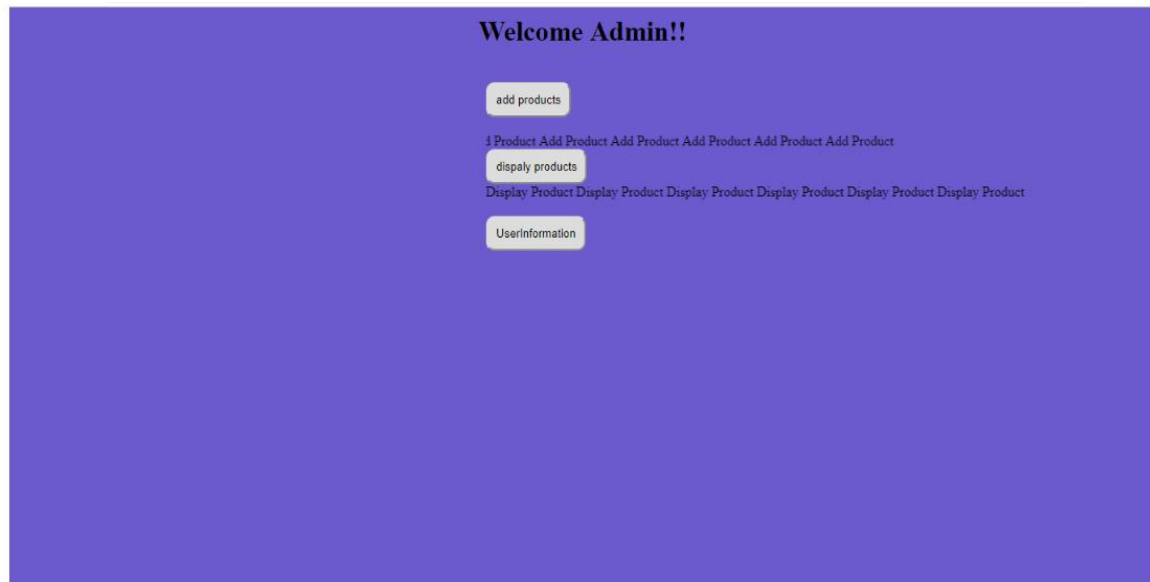 Welcome Admin!!
add products
Product Add Product Add Product Add Product Add Product Add Product
dispaly products
Display Product Display Product Display Product Display Product Display Product Display Product
UserInformation